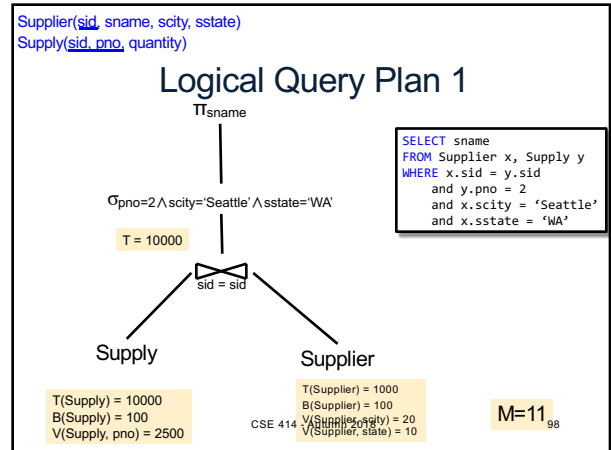 Supplier(sid, sname, scity, sstate)
Supply(sid, pno, quantity)
Logical Query Plan 1
Πsname
SELECT sname
FROM Supplier x, Supply y
WHERE x.sid = y.sid
and y.pno = 2
and x.scity = ‘Seattle’
and x.sstate = ‘WA’
σpno=2 ∧ scity=‘Seattle’ ∧ sstate=‘WA’
T = 10000
sid = sid
Supply
Supplier
T(Supply) = 10000
B(Supply) = 100
V(Supply, pno) = 2500
T(Supplier) = 1000
B(Supplier) = 100
V(Supplier, scity) = 20
V(Supplier, state) = 10
CSE 414 - Autumn 2018
M=11
98